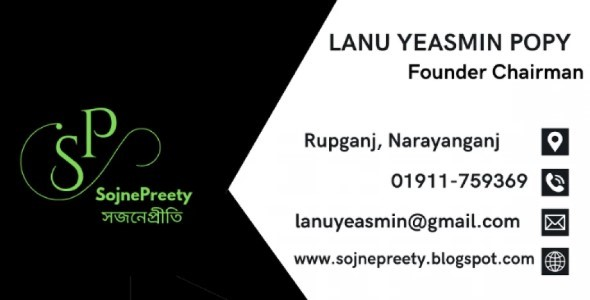 SP
SojnePreety
সজনেপ্রীতি
LANU YEASMIN POPY
Founder Chairman
Rupganj, Narayanganj
01911-759369
lanuyeasmin@gmail.com
www.sojnepreety.blogspot.com